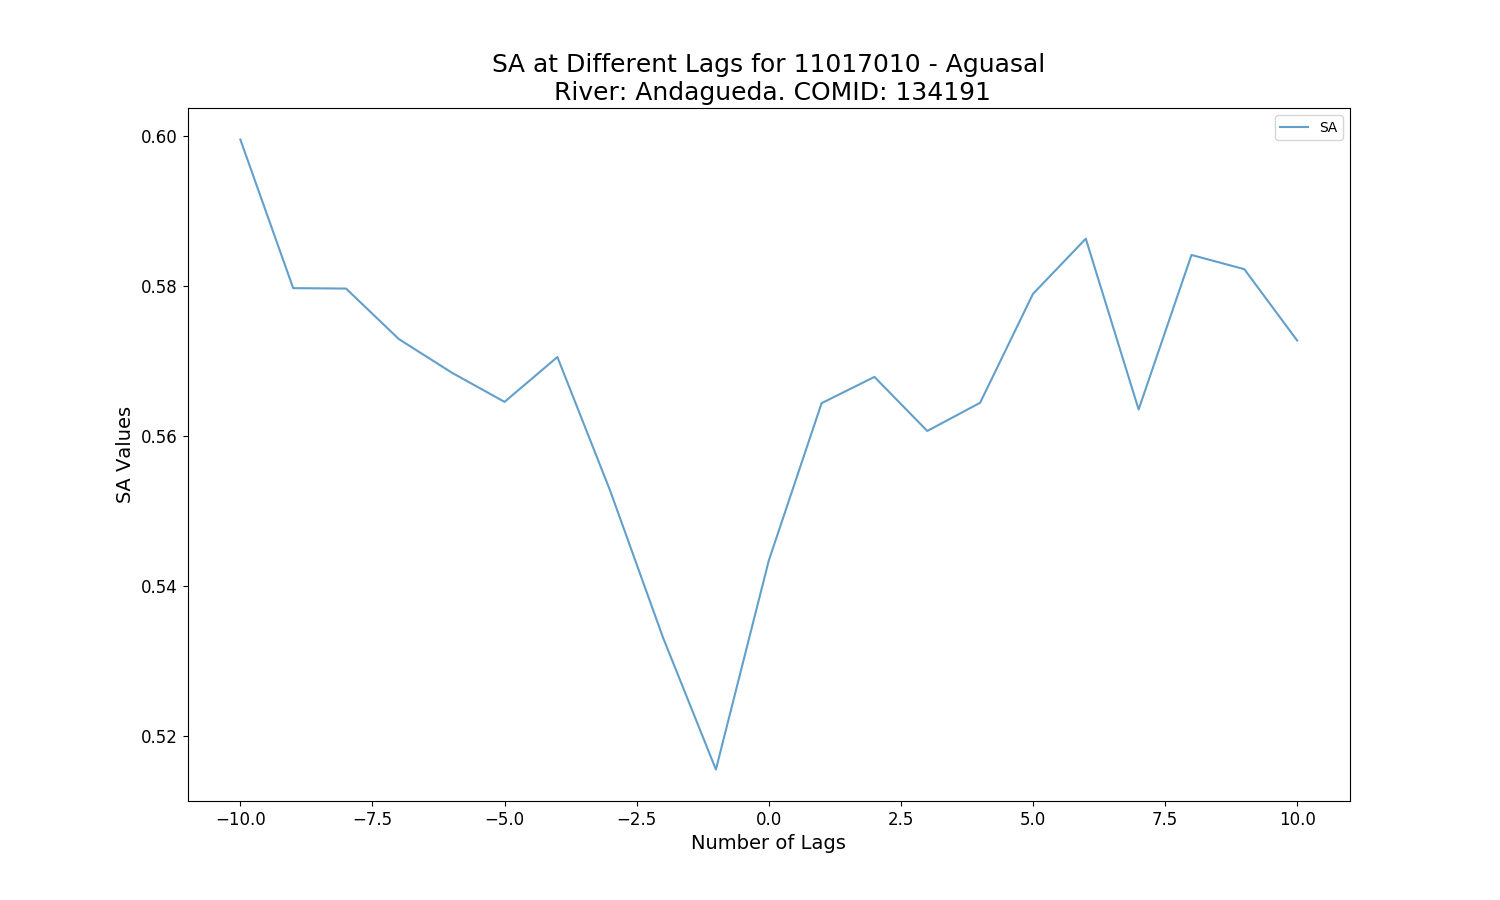 SA at Different Lags for 11017010 - Aguasal
River: Andagueda. COMID: 134191
SA
0.60
0.58
0.56
0.54
0.52
SA Values
−10.0 −7.5 −5.0 −2.5 0.0 2.5 5.0 7.5 10.0
Number of Lags